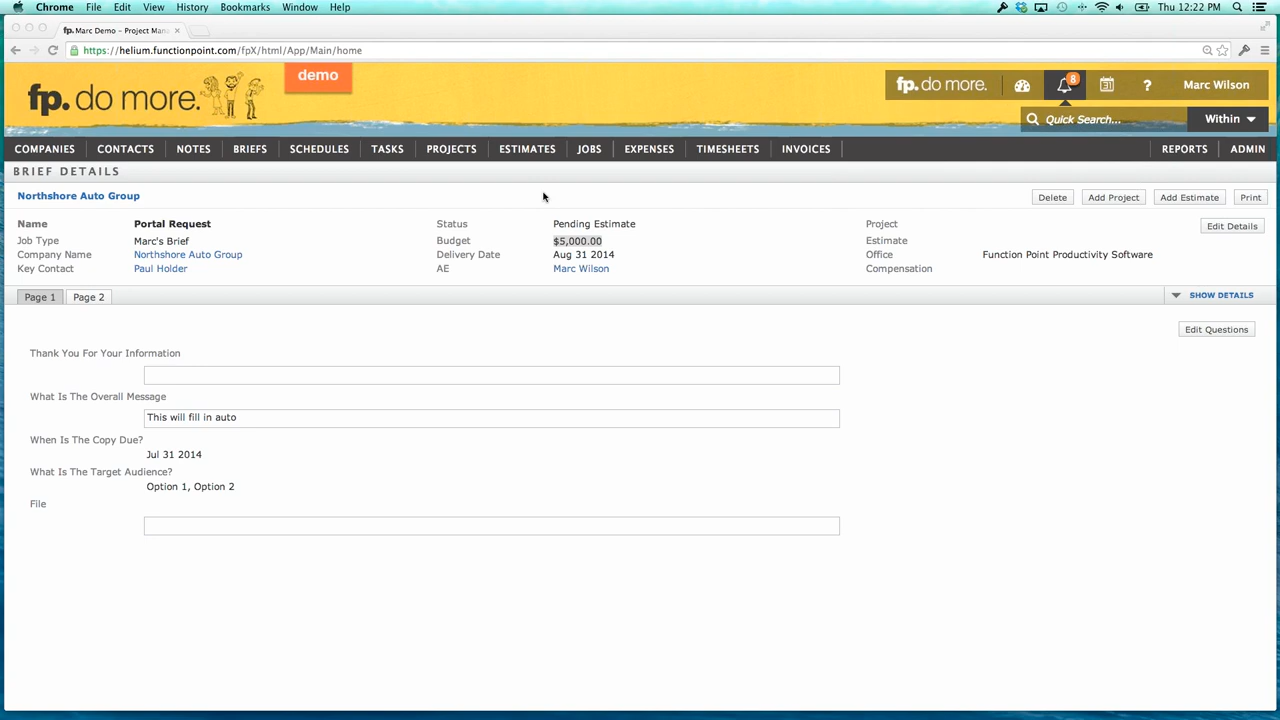 Chrome File Edit View History Bookmarks Window Help Thu 12:22 PM
fp. Marc Demo – Project Mana
https://helium.functionpoint.com/fpX/html/App/Main/home
demo
fp. do more.
fp. do more. 8 ? Marc Wilson
Quick Search... Within
COMPANIES CONTACTS NOTES BRIEFS SCHEDULES TASKS PROJECTS ESTIMATES JOBS EXPENSES TIMESHEETS INVOICES REPORTS ADMIN
BRIEF DETAILS
Northshore Auto Group Delete Add Project Add Estimate Print
Name Portal Request Status Pending Estimate Project Edit Details
Job Type Marc's Brief Budget $5,000.00 Estimate
Company Name Northshore Auto Group Delivery Date Aug 31 2014 Office Function Point Productivity Software
Key Contact Paul Holder AE Marc Wilson Compensation
Page 1 Page 2 SHOW DETAILS
Edit Questions
Thank You For Your Information
What Is The Overall Message
This will fill in auto
When Is The Copy Due?
Jul 31 2014
What Is The Target Audience?
Option 1, Option 2
File